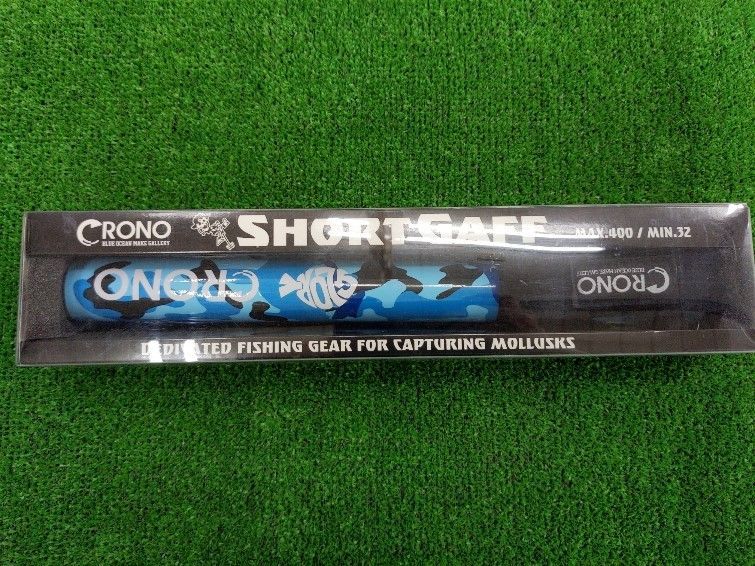 CRONO
BLUE OCEAN MAKE GALLERY
SHORT GAFF
MAX.400 / MIN.32
CRONO
CRONO
BLUE OCEAN MAKE GALLERY
DEDICATED FISHING GEAR FOR CAPTURING MOLLUSKS